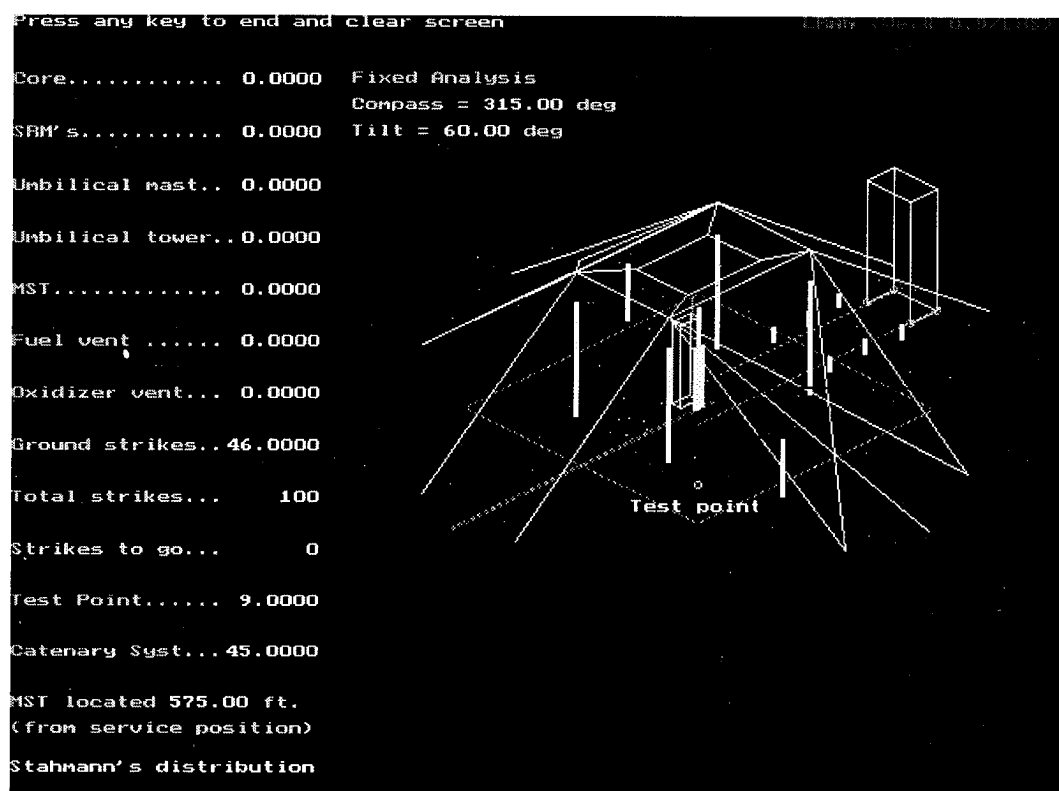 Press any key to end and clear screen
Core............ 0.0000
Fixed Analysis
Compass = 315.00 deg
SRM's........... 0.0000
Tilt = 60.00 deg
Umbilical mast.. 0.0000
Umbilical tower..0.0000
MST............. 0.0000
Fuel vent ...... 0.0000
Oxidizer vent... 0.0000
Ground strikes..46.0000
Total strikes... 100
Test point
Strikes to go... 0
Test Point...... 9.0000
Catenary Syst...45.0000
MST located 575.00 ft.
(from service position)
Stahmann's distribution